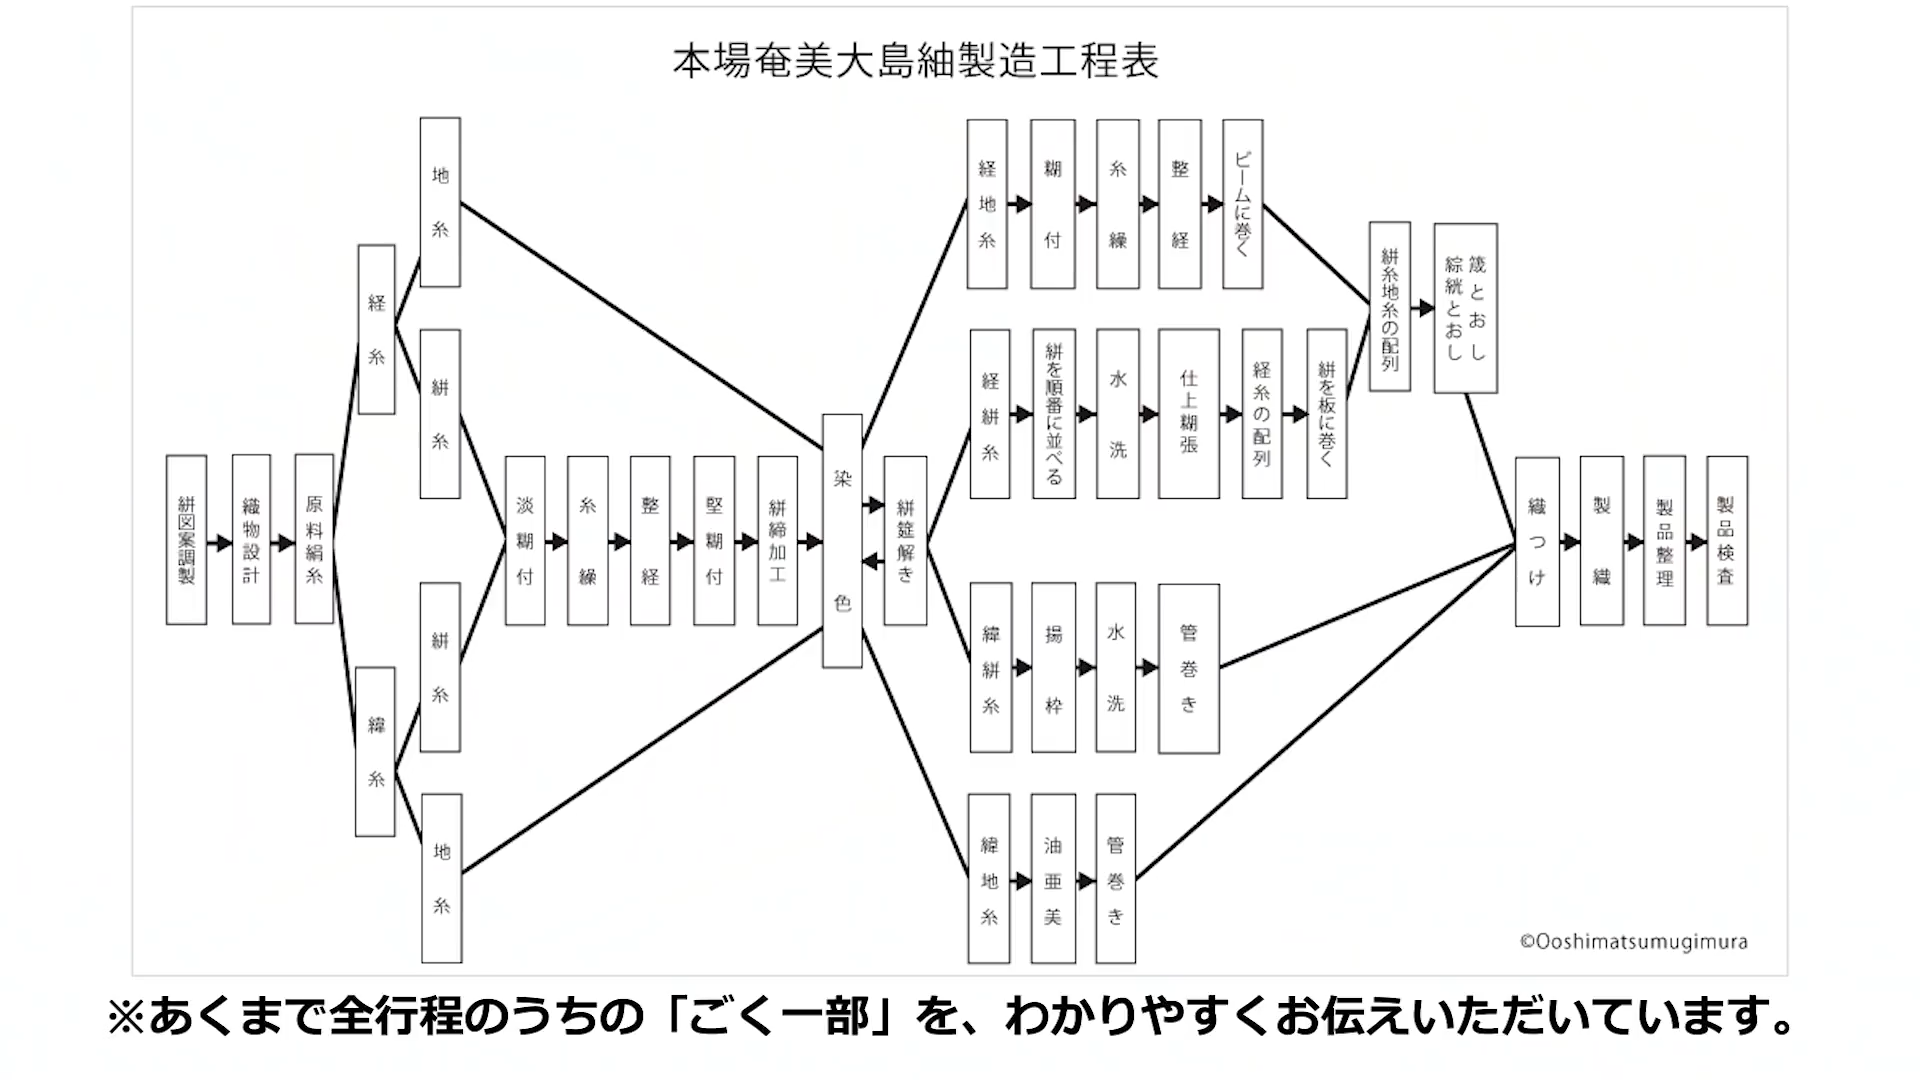 本場奄美大島紬製造工程表
絣図案調製
織物設計
原料絹糸
経糸
緯糸
地糸
絣糸
絣糸
地糸
淡糊付
糸繰
整経
堅糊付
絣締加工
染色
絣筵解き
経地糸
糊付
糸繰
整経
ビームに巻く
経絣糸
絣を順番に並べる
水洗
仕上糊張
経糸の配列
絣を板に巻く
絣糸地糸の配列
筬とおし
綜絖とおし
緯絣糸
揚枠
水洗
管巻き
緯地糸
油亜美
管巻き
織つけ
製織
製品整理
製品検査
©Ooshimatsumugimura
※あくまで全行程のうちの「ごく一部」を、わかりやすくお伝えいただいています。